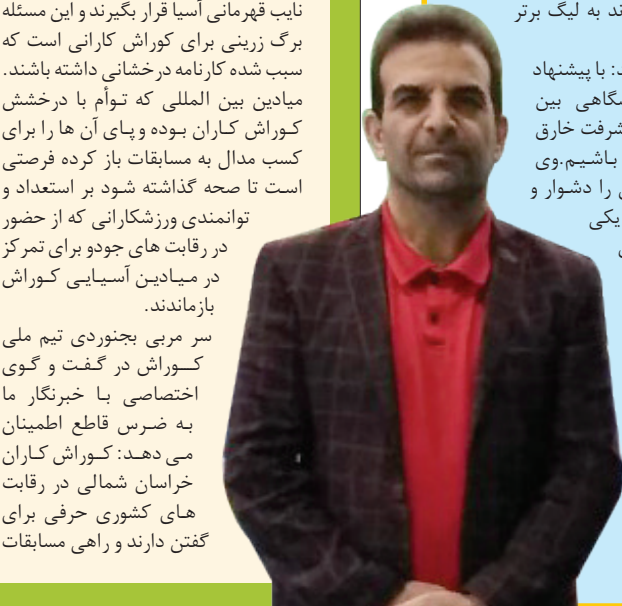 ند به لیگ برتر
د: با پیشنهاد
شگاهی بین
شرفت خارق
باشیم.وی
ی را دشوار و
یکی
نایب قهرمانی آسیا قرار بگیرند و این مسئله
برگ زرینی برای کوراش کارانی است که
سبب شده کارنامه درخشانی داشته باشند.
میادین بین المللی که توأم با درخشش
کوراش کاران بوده و پای آن ها را برای
کسب مدال به مسابقات باز کرده فرصتی
است تا صحه گذاشته شود بر استعداد و
توانمندی ورزشکارانی که از حضور
در رقابت های جودو برای تمرکز
در میادین آسیایی کوراش
بازماندند.
سر مربی بجنوردی تیم ملی
کوراش در گفت و گوی
اختصاصی با خبرنگار ما
به ضرس قاطع اطمینان
می دهد: کوراش کاران
خراسان شمالی در رقابت
های کشوری حرفی برای
گفتن دارند و راهی مسابقات